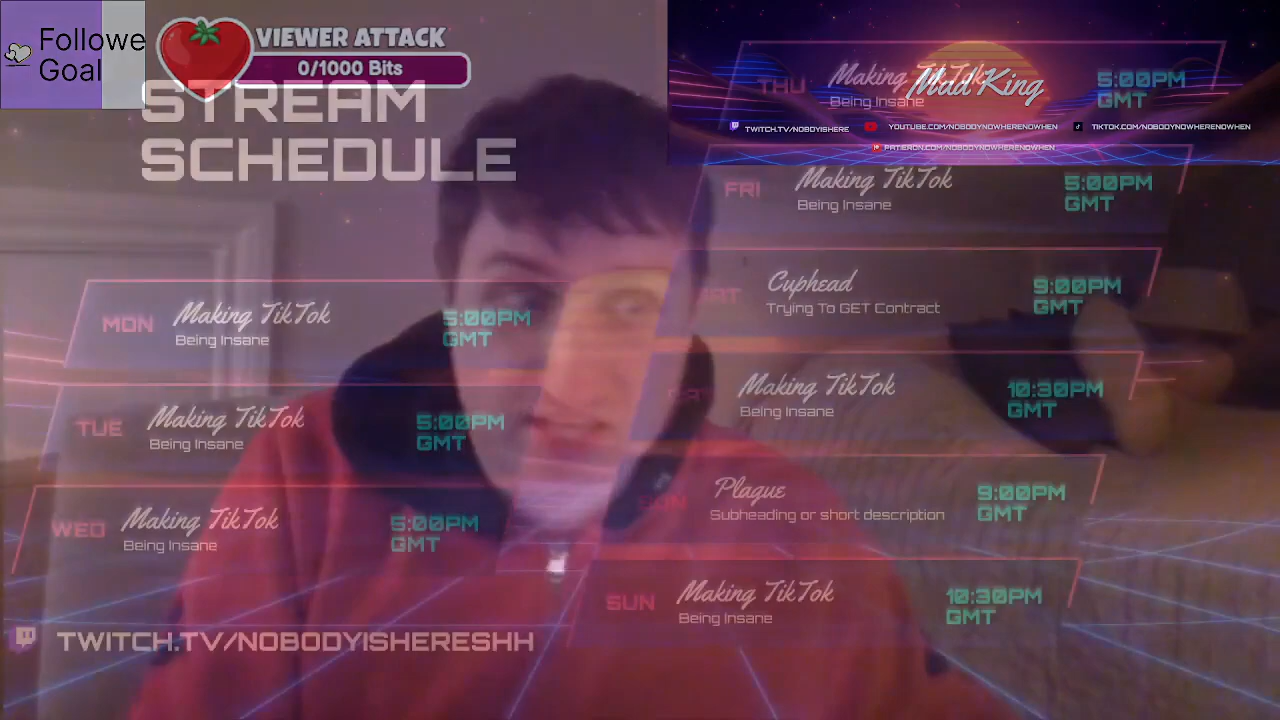 Followe
Goal
VIEWER ATTACK
0/1000 Bits
STREAM
SCHEDULE
MON
Making TikTok
Being Insane
5:00PM
GMT
TUE
Making TikTok
Being Insane
5:00PM
GMT
WED
Making TikTok
Being Insane
5:00PM
GMT
TWITCH.TV/NOBODYISHERESHH
THU
Making TikTok
Being Insane
5:00PM
GMT
Mad King
TWITCH.TV/NOBODYISHERE
YOUTUBE.COM/NOBODYNOWHERENOWHEN
TIKTOK.COM/NOBODYNOWHERENOWHEN
PATIERON.COM/NOBODYNOWHERENOWHEN
FRI
Making TikTok
Being Insane
5:00PM
GMT
SAT
Cuphead
Trying To GET Contract
9:00PM
GMT
SAT
Making TikTok
Being Insane
10:30PM
GMT
SUN
Plague
Subheading or short description
9:00PM
GMT
SUN
Making TikTok
Being Insane
10:30PM
GMT